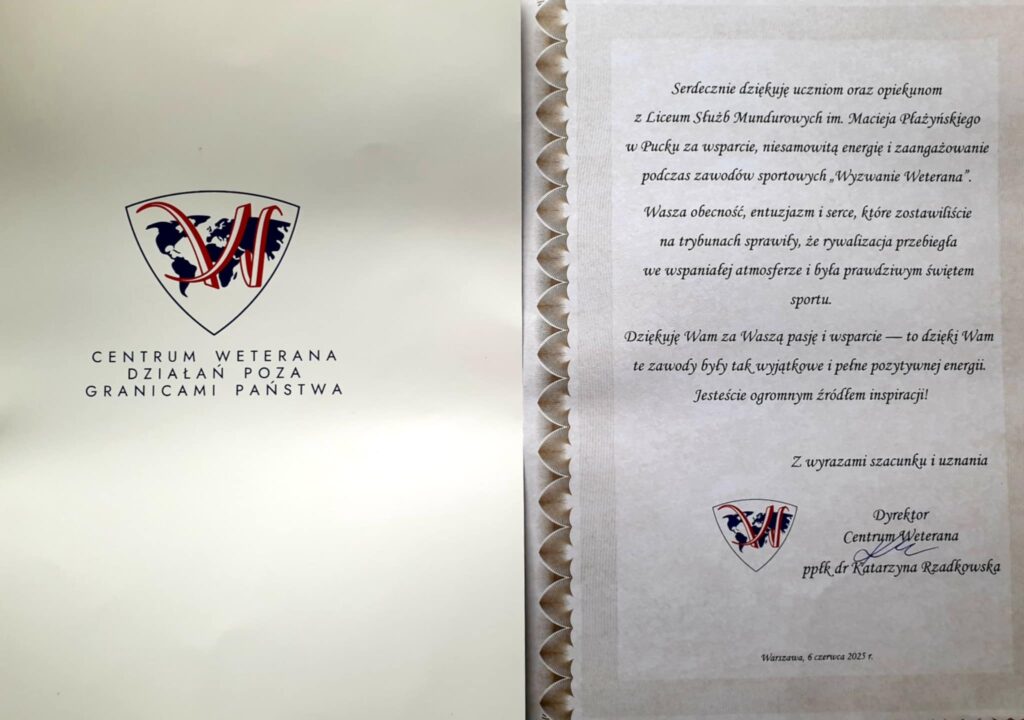 CENTRUM WETERANA
DZIAŁAŃ POZA
GRANICAMI PAŃSTWA
Serdecznie dziękuję uczniom oraz opiekunom
z Liceum Służb Mundurowych im. Macieja Płażyńskiego
w Pucku za wsparcie, niesamowitą energię i zaangażowanie
podczas zawodów sportowych „Wyzwanie Weterana”.
Wasza obecność, entuzjazm i serce, które zostawiliście
na trybunach sprawiły, że rywalizacja przebiegła
we wspaniałej atmosferze i była prawdziwym świętem
sportu.
Dziękuję Wam za Waszą pasję i wsparcie — to dzięki Wam
te zawody były tak wyjątkowe i pełne pozytywnej energii.
Jesteście ogromnym źródłem inspiracji!
Z wyrazami szacunku i uznania
Dyrektor
Centrum Weterana
ppłk dr Katarzyna Rzadkowska
Warszawa, 6 czerwca 2025 r.